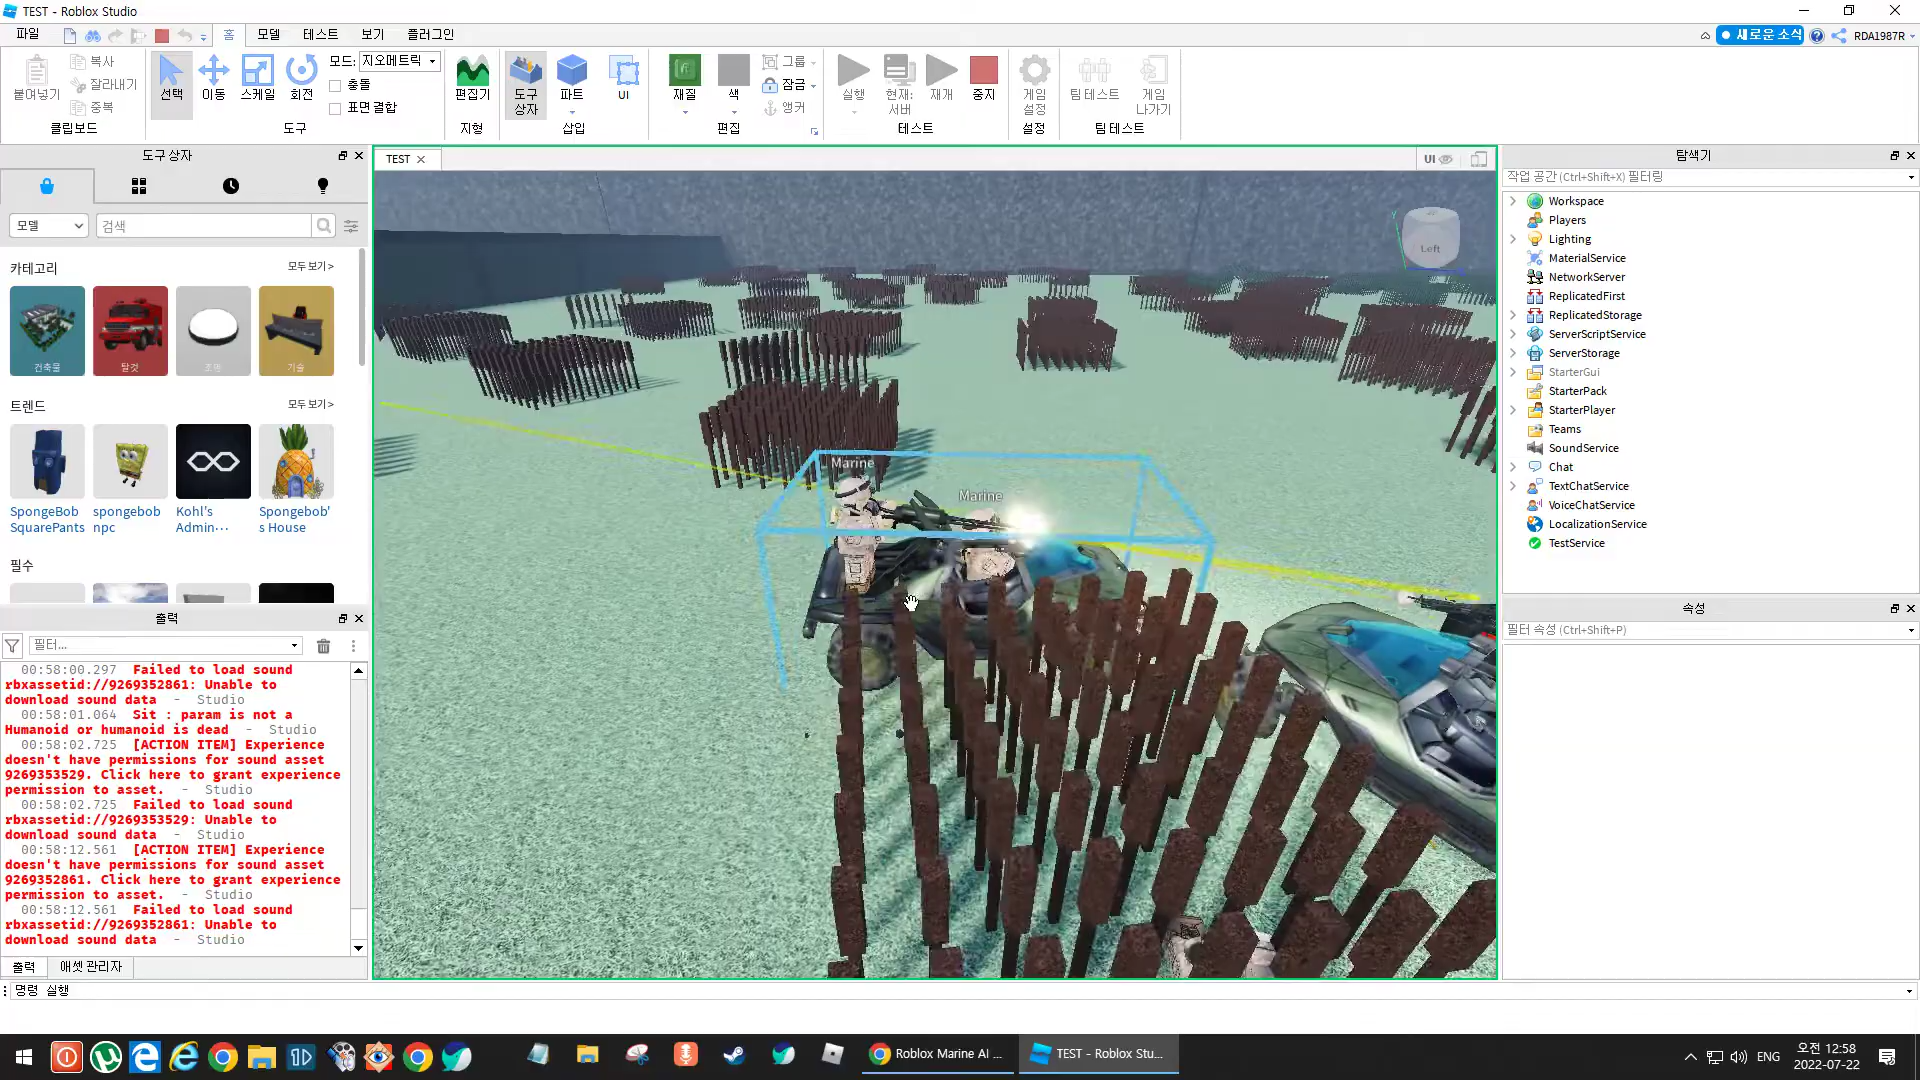 TEST - Roblox Studio
파일
홈
모델
테스트
보기
플러그인
새로운 소식
RDA1987R
붙여넣기
복사
잘라내기
중복
클립보드
선택
이동
스케일
회전
모드: 지오메트릭
충돌
표면 결합
도구
편집기
지형
도구
상자
파트
UI
삽입
재질
색
그룹
잠금
앵커
편집
실행
현재:
서버
재개
중지
테스트
게임
설정
설정
팀 테스트
게임
나가기
팀 테스트
도구 상자
모델
검색
카테고리
모두 보기 >
건축물
탈것
조명
기술
트렌드
모두 보기 >
SpongeBob
SquarePants
spongebob
npc
Kohl's
Admin⋯
Spongebob'
s House
필수
출력
필터...
00:58:00.297 Failed to load sound
rbxassetid://9269352861: Unable to
download sound data - Studio
00:58:01.064 Sit : param is not a
Humanoid or humanoid is dead - Studio
00:58:02.725 [ACTION ITEM] Experience
doesn't have permissions for sound asset
9269353529. Click here to grant experience
permission to asset. - Studio
00:58:02.725 Failed to load sound
rbxassetid://9269353529: Unable to
download sound data - Studio
00:58:12.561 [ACTION ITEM] Experience
doesn't have permissions for sound asset
9269352861. Click here to grant experience
permission to asset. - Studio
00:58:12.561 Failed to load sound
rbxassetid://9269352861: Unable to
download sound data - Studio
출력
애셋 관리자
명령 실행
TEST
UI
Left
Marine
Marine
탐색기
작업 공간 (Ctrl+Shift+X) 필터링
Workspace
Players
Lighting
MaterialService
NetworkServer
ReplicatedFirst
ReplicatedStorage
ServerScriptService
ServerStorage
StarterGui
StarterPack
StarterPlayer
Teams
SoundService
Chat
TextChatService
VoiceChatService
LocalizationService
TestService
속성
필터 속성 (Ctrl+Shift+P)
Roblox Marine AI ...
TEST - Roblox Stu...
ENG
오전 12:58
2022-07-22